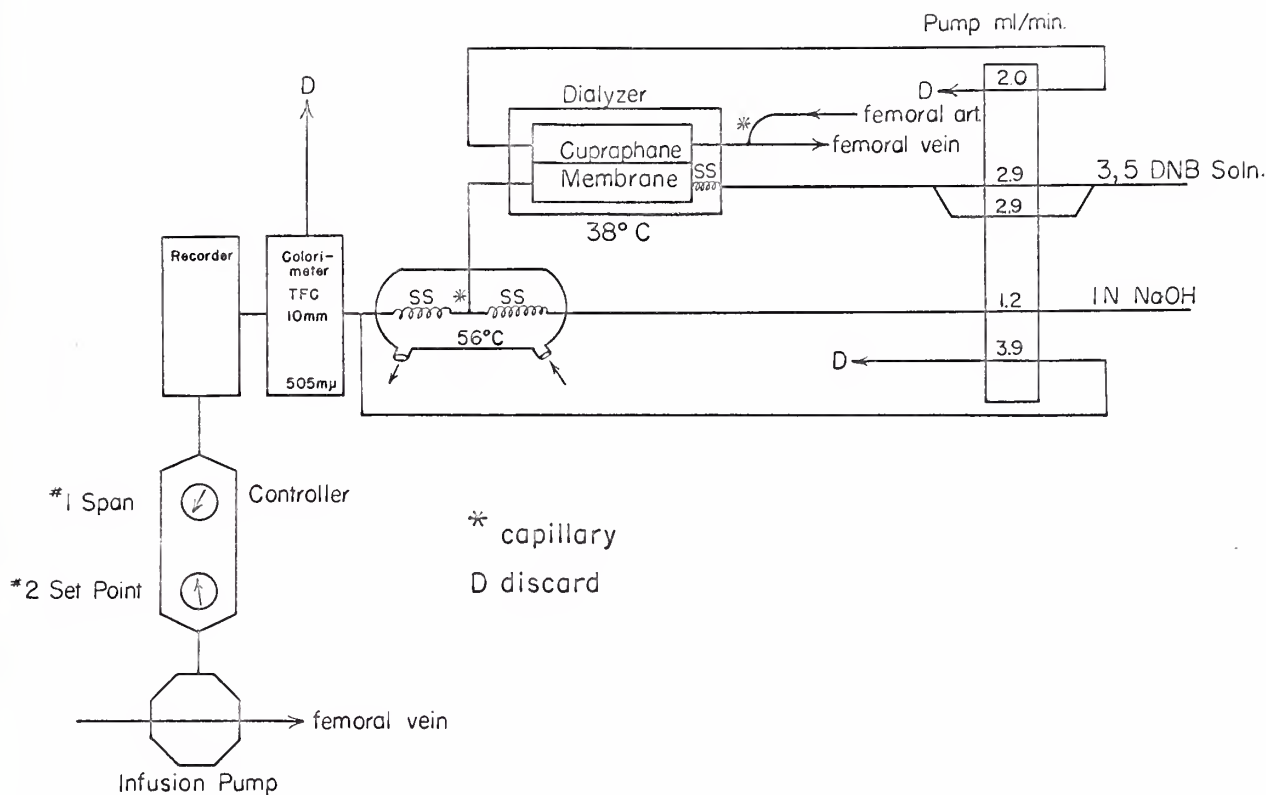 Pump ml/min.
D
2.0
D
Dialyzer
*
femoral art.
femoral vein
Cupraphane
Membrane
SS
2.9
3,5 DNB Soln.
2.9
38° C
Recorder
Colori-
meter
TFC
10mm
505mµ
SS
*
SS
56°C
1.2
1N NaOH
3.9
D
#1 Span
Controller
* capillary
#2 Set Point
D discard
femoral vein
Infusion Pump